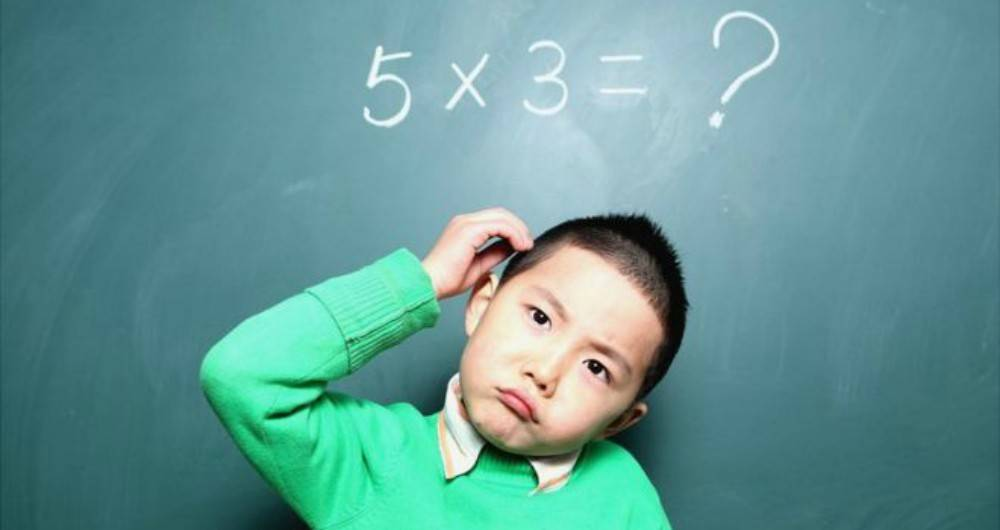 5 × 3 = ?